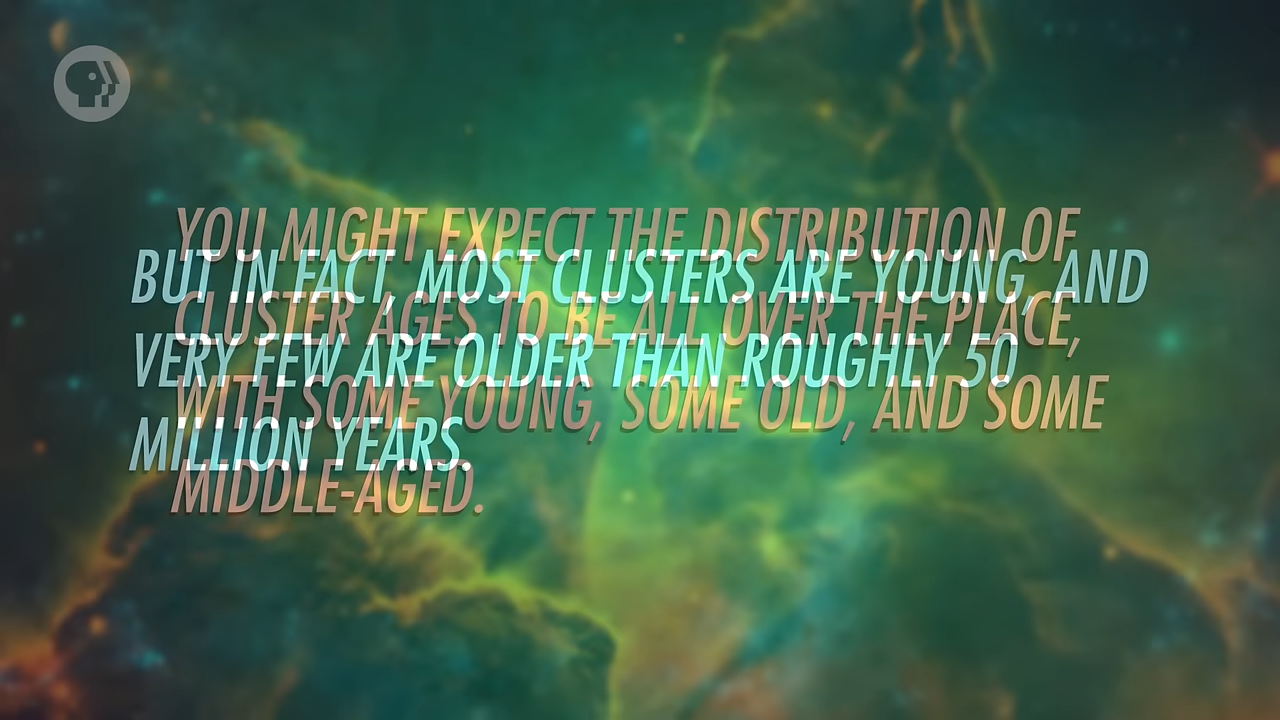 YOU MIGHT EXPECT THE DISTRIBUTION OF
CLUSTER AGES TO BE ALL OVER THE PLACE,
WITH SOME YOUNG, SOME OLD, AND SOME
MIDDLE-AGED.
BUT IN FACT, MOST CLUSTERS ARE YOUNG, AND
VERY FEW ARE OLDER THAN ROUGHLY 50
MILLION YEARS.